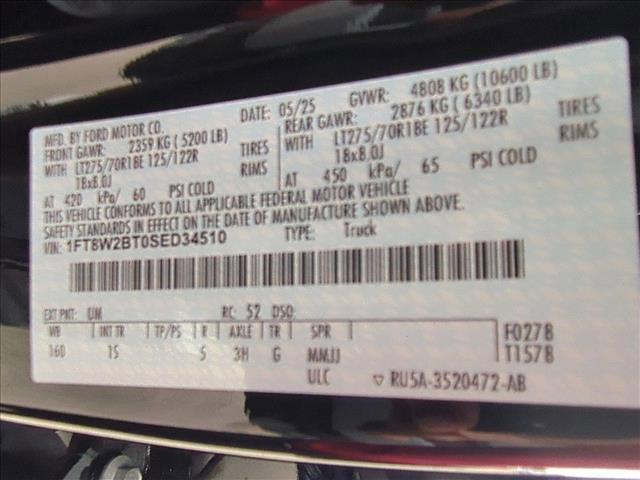 MFD. BY FORD MOTOR CO.
DATE: 05/25 GVWR: 4808 KG (10600 LB)
FRONT GAWR: 2359 KG (5200 LB) REAR GAWR: 2876 KG (6340 LB)
WITH LT275/70R18E 125/122R TIRES WITH LT275/70R18E 125/122R TIRES
18x8.0J RIMS 18x8.0J RIMS
AT 420 kPa/ 60 PSI COLD AT 450 kPa/ 65 PSI COLD
THIS VEHICLE CONFORMS TO ALL APPLICABLE FEDERAL MOTOR VEHICLE
SAFETY STANDARDS IN EFFECT ON THE DATE OF MANUFACTURE SHOWN ABOVE.
VIN: 1FT8W2BT0SED34510 TYPE: Truck
EXT PNT: UM RC: 52 DSO:
WB INT TR TP/PS R AXLE TR SPR F0278
160 1S 5 3H G MMJJ T1578
ULC ▽ RU5A-3520472-AB